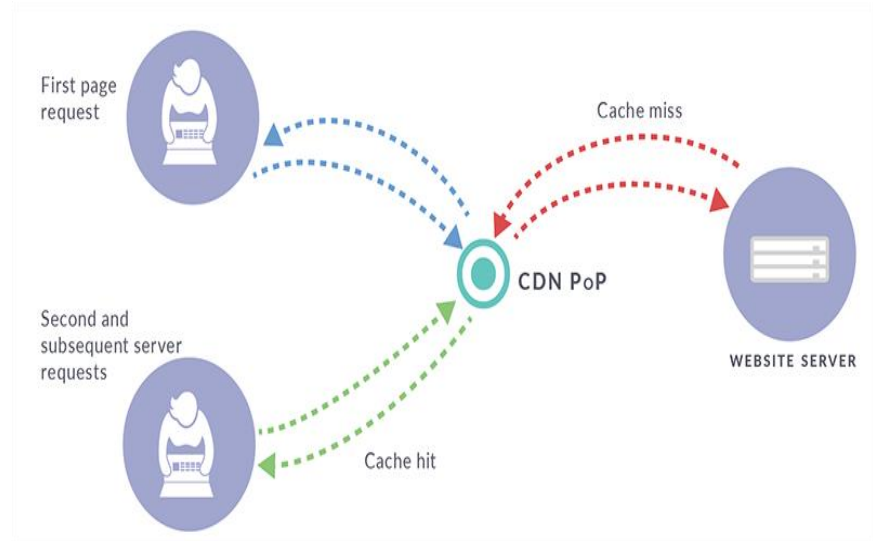 First page
request
Cache miss
CDN PoP
Second and
subsequent server
requests
WEBSITE SERVER
Cache hit